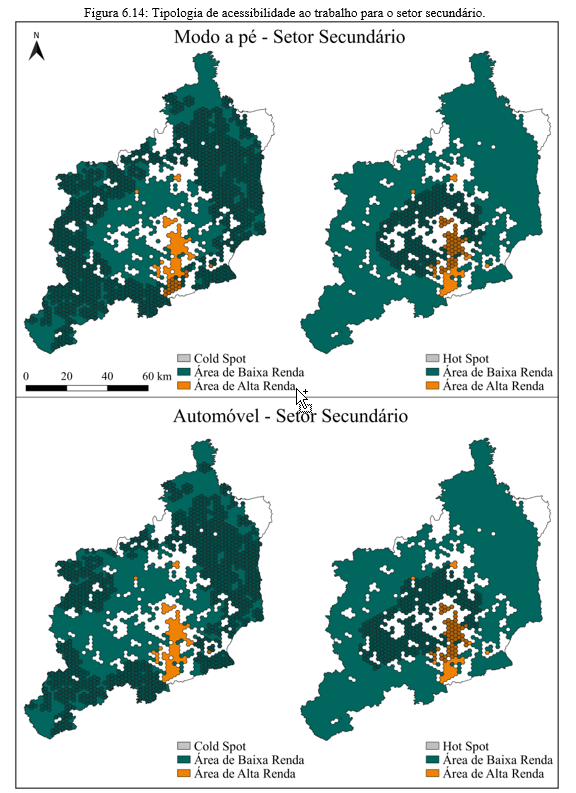 Figura 6.14: Tipologia de acessibilidade ao trabalho para o setor secundário.
Modo a pé - Setor Secundário
N
Cold Spot
Área de Baixa Renda
Área de Alta Renda
0 20 40 60 km
Hot Spot
Área de Baixa Renda
Área de Alta Renda
Automóvel - Setor Secundário
Cold Spot
Área de Baixa Renda
Área de Alta Renda
Hot Spot
Área de Baixa Renda
Área de Alta Renda